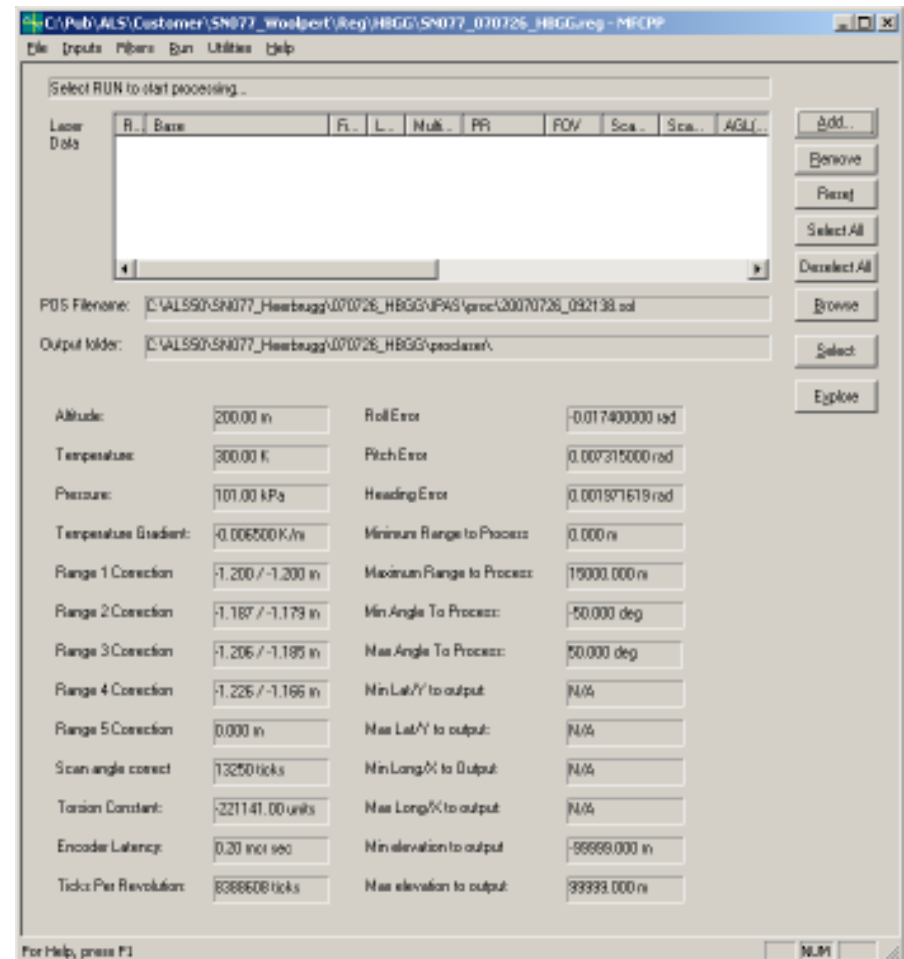 C:\Pub\ALS\Customer\SN077_Woolpert\Reg\HBGG\SN077_070726_HBGG.reg - MFCPP
File Inputs Filters Run Utilities Help
Select RUN to start processing...
Laser Data
R... Base Fi... L... Multi... PR FOV Sca... Sca... AGL(...
Add...
Remove
Reset
Select All
Deselect All
POS Filename: E:\ALS50\SN077_Heerbrugg\070726_HBGG\IPAS\proc\20070726_092138.sol
Browse
Output folder: E:\ALS50\SN077_Heerbrugg\070726_HBGG\proclaser\
Select
Explore
Altitude: 200.00 m Roll Error -0.017400000 rad
Temperature: 300.00 K Pitch Error 0.007315000 rad
Pressure: 101.00 kPa Heading Error 0.001971619 rad
Temperature Gradient: -0.006500 K/m Minimum Range to Process 0.000 m
Range 1 Correction -1.200 / -1.200 m Maximum Range to Process 15000.000 m
Range 2 Correction -1.187 / -1.179 m Min Angle To Process: -50.000 deg
Range 3 Correction -1.206 / -1.185 m Max Angle To Process: 50.000 deg
Range 4 Correction -1.226 / -1.166 m Min Lat/Y to output N/A
Range 5 Correction 0.000 m Max Lat/Y to output: N/A
Scan angle correct 13250 ticks Min Long/X to Output: N/A
Torsion Constant: -221141.00 units Max Long/X to output N/A
Encoder Latency: 0.20 mcr sec Min elevation to output -99999.000 m
Ticks Per Revolution: 8388608 ticks Max elevation to output 99999.000 m
For Help, press F1 NUM